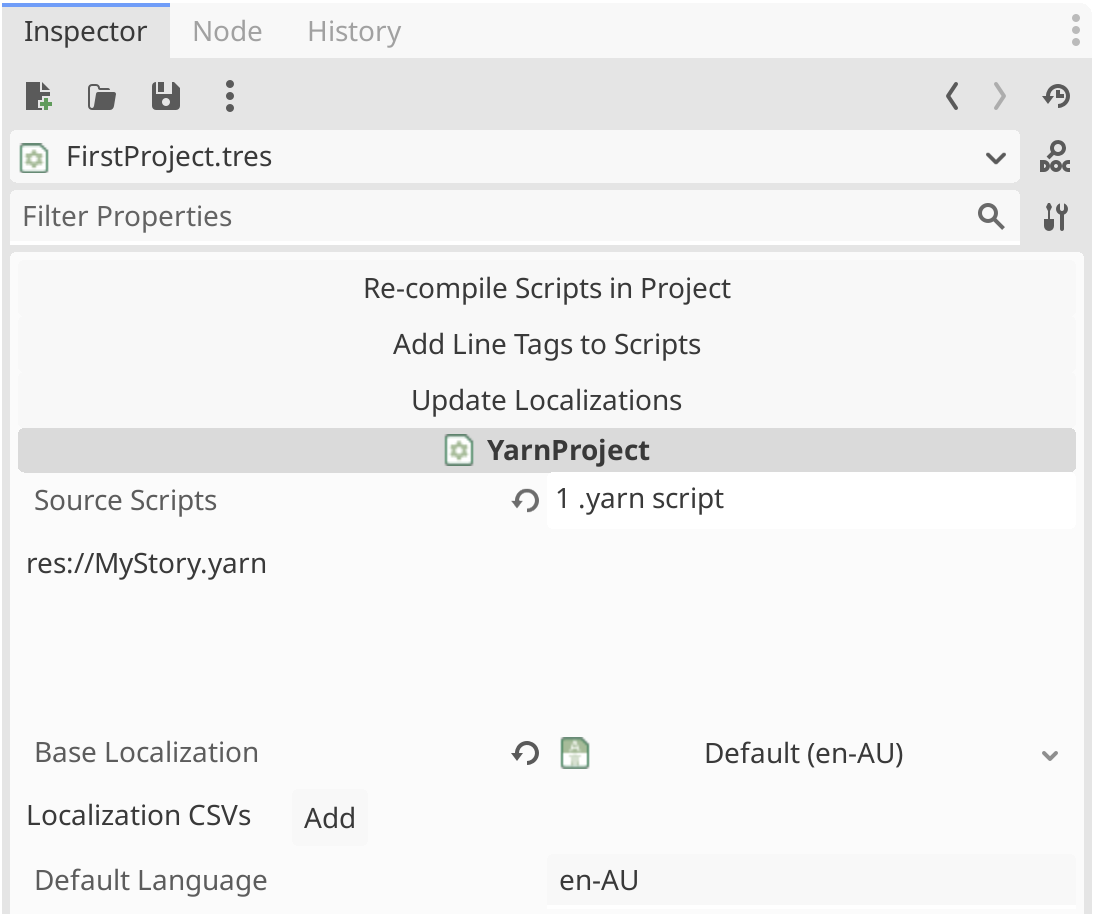 Inspector Node History
FirstProject.tres
DOC
Filter Properties
Re-compile Scripts in Project
Add Line Tags to Scripts
Update Localizations
YarnProject
Source Scripts 1 .yarn script
res://MyStory.yarn
Base Localization A Default (en-AU)
Localization CSVs Add
Default Language en-AU